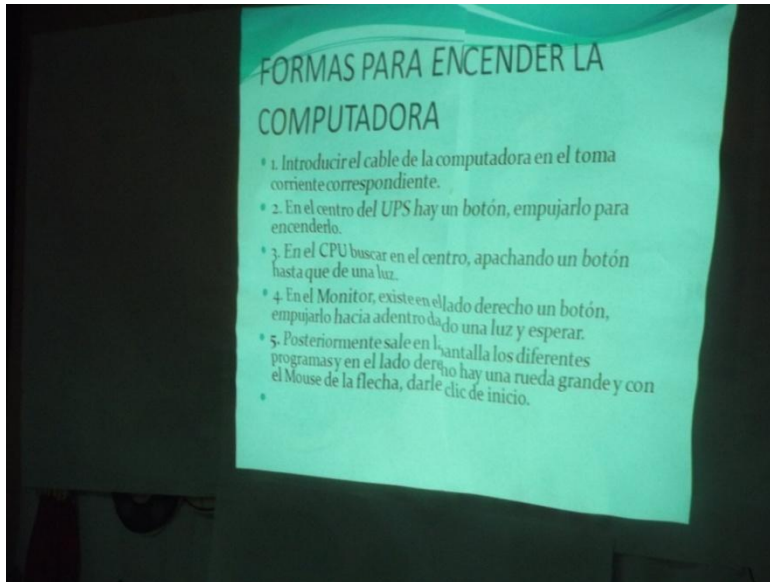 FORMAS PARA ENCENDER LA
COMPUTADORA
• 1. Introducir el cable de la computadora en el toma
corriente correspondiente.
• 2. En el centro del UPS hay un botón, empujarlo para
encenderlo.
• 3. En el CPU buscar en el centro, apachando un botón
hasta que de una luz.
• 4. En el Monitor, existe en el lado derecho un botón,
empujarlo hacia adentro dado una luz y esperar.
• 5. Posteriormente sale en los diferentes
programas y en el lado hay una rueda grande y con
el Mouse de la flecha, darle clic de inicio.
•